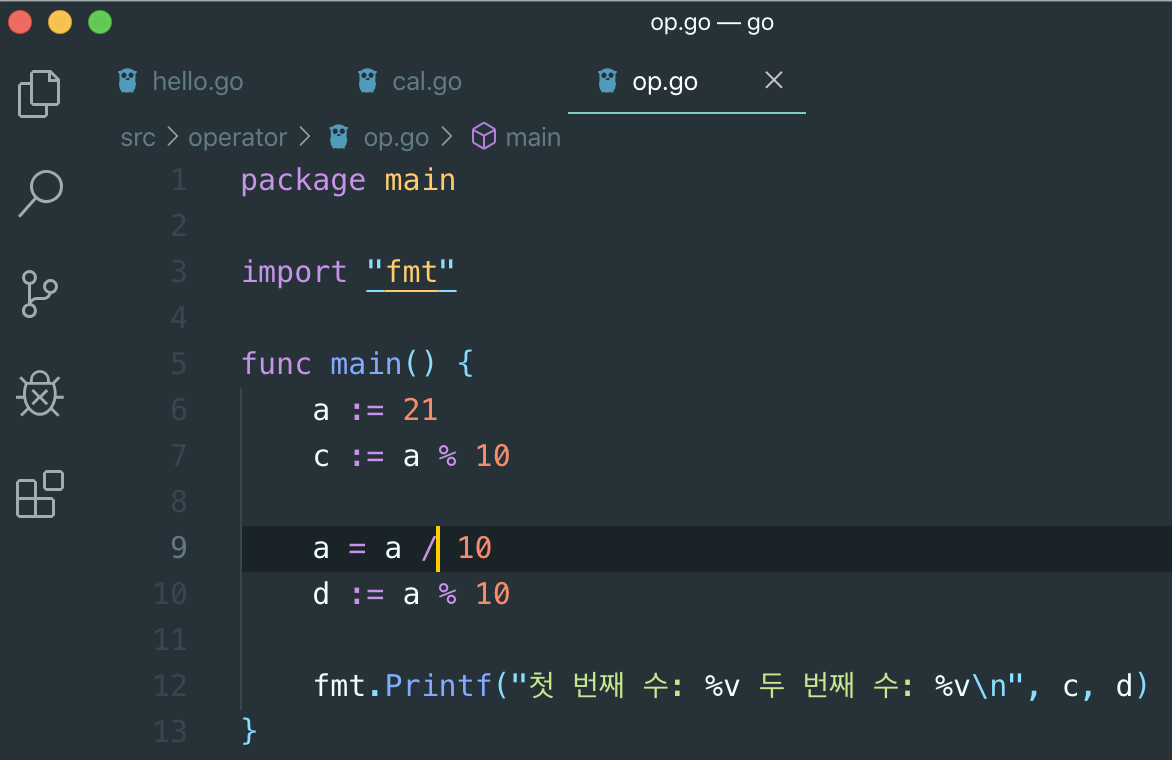 op.go — go
hello.go cal.go op.go
src > operator > op.go > main
1 package main
2
3 import "fmt"
4
5 func main() {
6 a := 21
7 c := a % 10
8
9 a = a / 10
10 d := a % 10
11
12 fmt.Printf("첫 번째 수: %v 두 번째 수: %v\n", c, d)
13 }